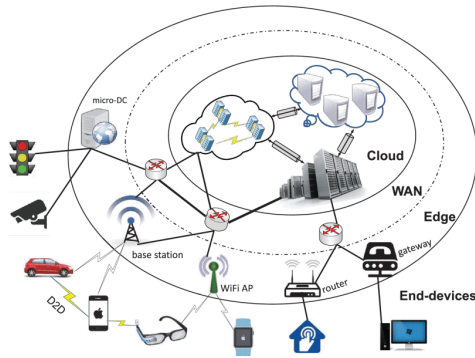 micro-DC
Cloud
WAN
Edge
base station
gateway
D2D
WiFi AP
router
End-devices